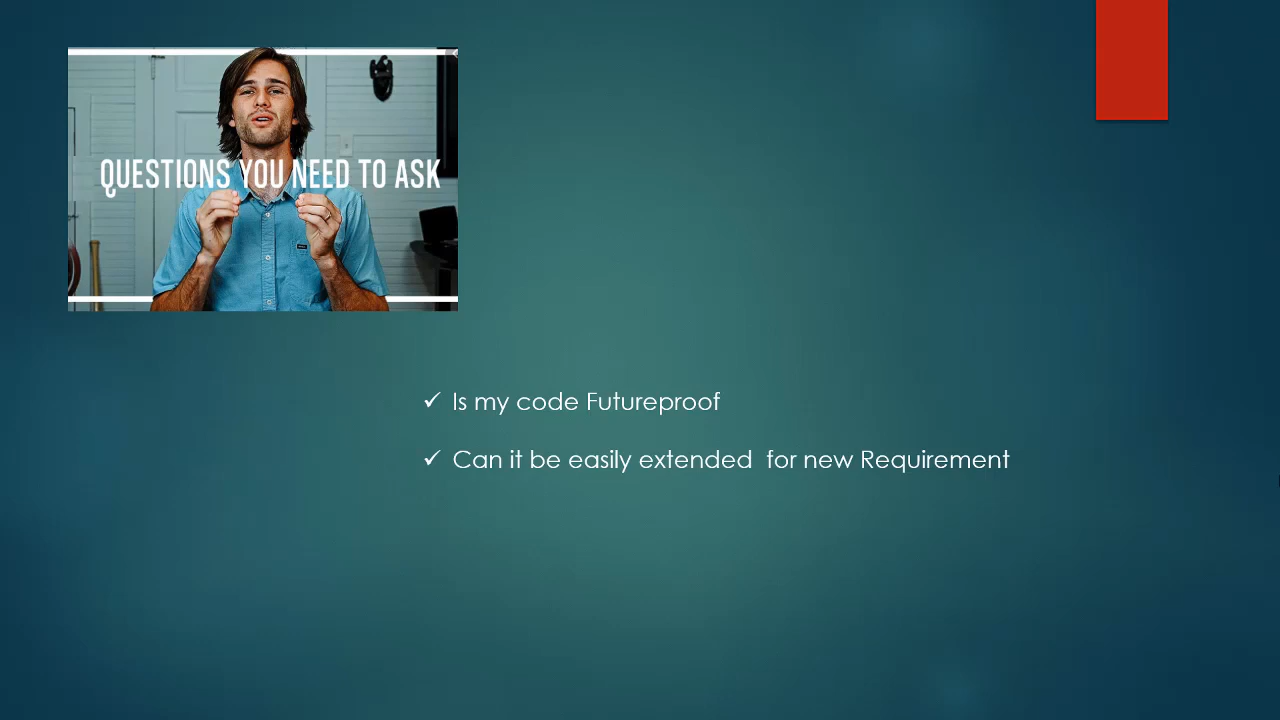 QUESTIONS YOU NEED TO ASK
✓ Is my code Futureproof
✓ Can it be easily extended  for new Requirement